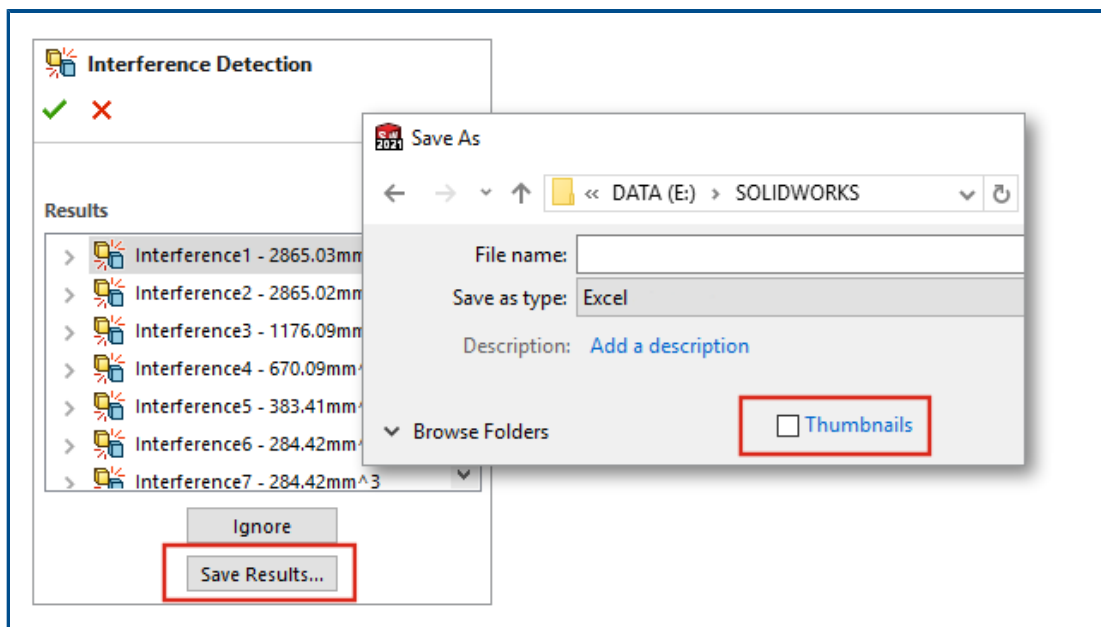 Interference Detection
Results
Interference1 - 2865.03mm
Interference2 - 2865.02mm
Interference3 - 1176.09mm
Interference4 - 670.09mm^
Interference5 - 383.41mm^
Interference6 - 284.42mm^
Interference7 - 284.42mm^3
Ignore
Save Results...
SW
2021
Save As
« DATA (E:) > SOLIDWORKS
File name:
Save as type: Excel
Description: Add a description
Browse Folders
Thumbnails